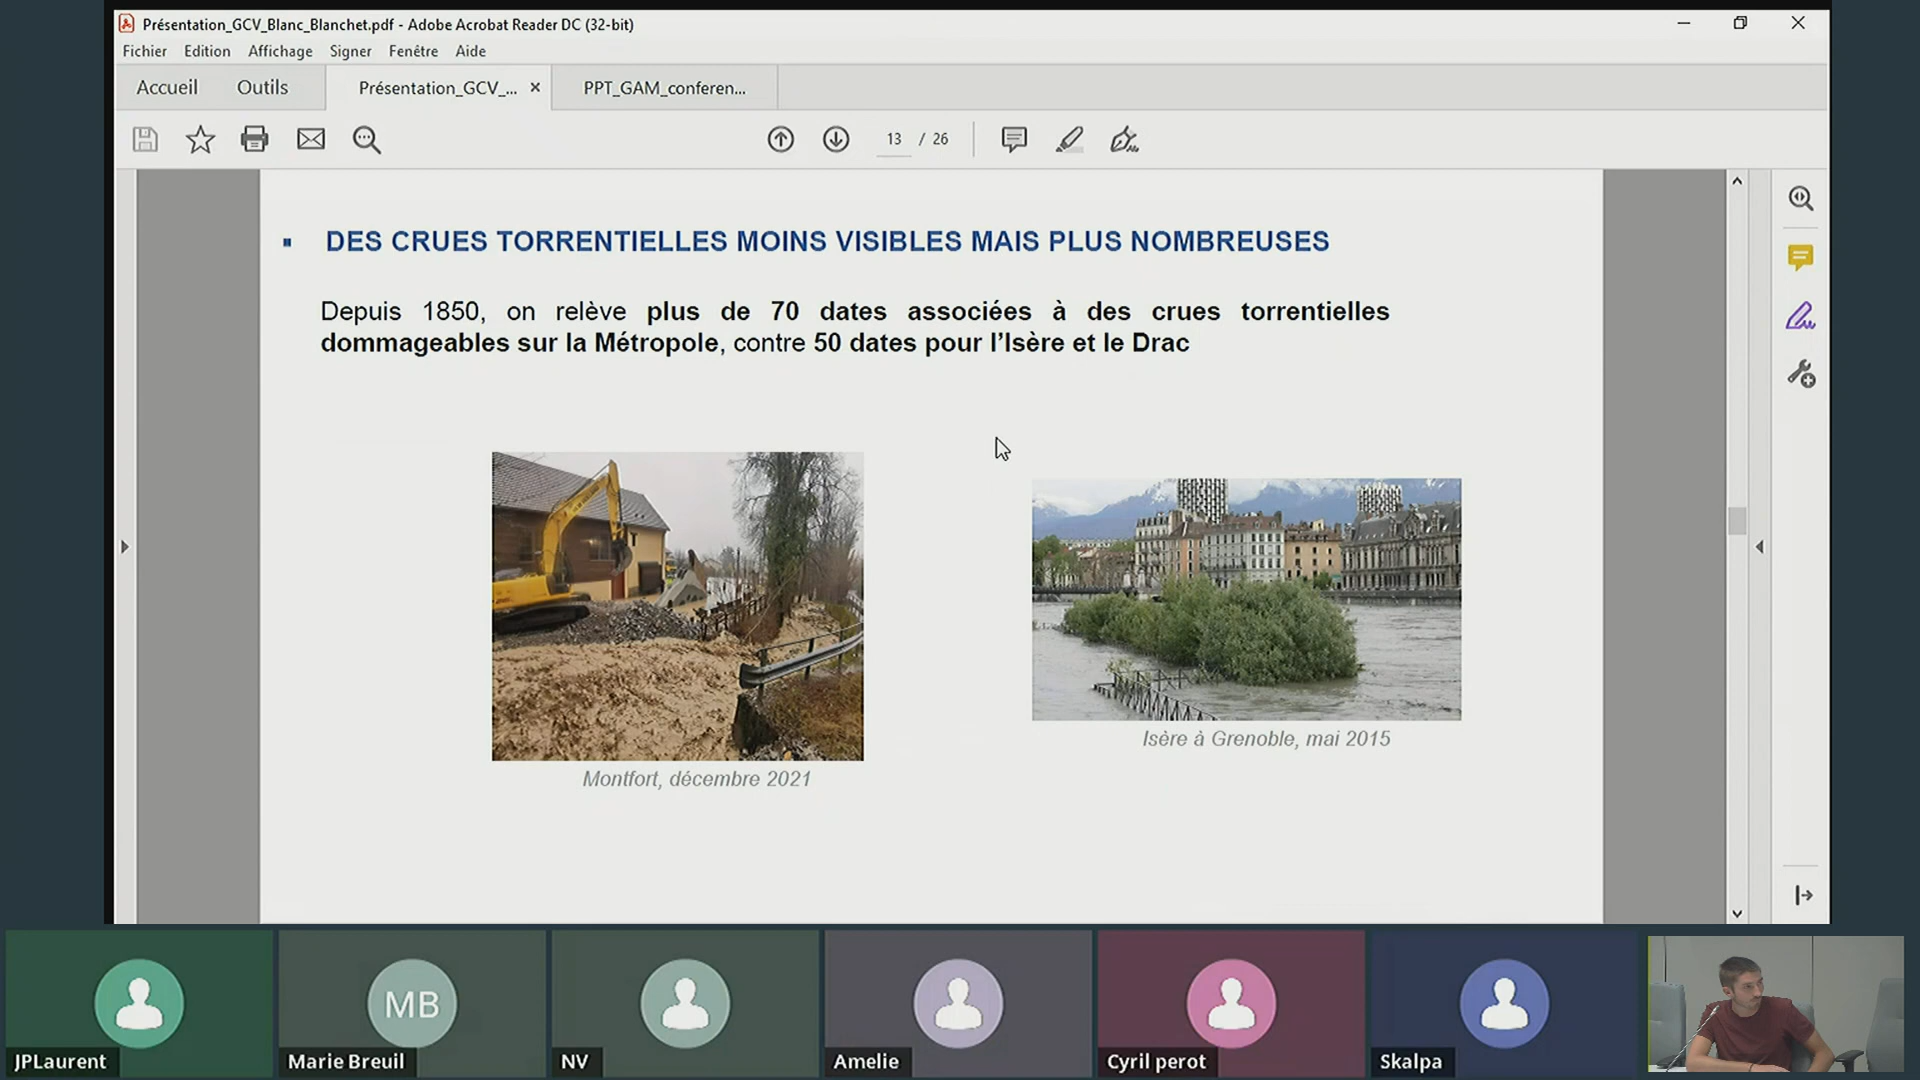 Présentation_GCV_Blanc_Blanchet.pdf - Adobe Acrobat Reader DC (32-bit)
Fichier Edition Affichage Signer Fenêtre Aide
Accueil Outils Présentation_GCV_... × PPT_GAM_conferen...
13 / 26
DES CRUES TORRENTIELLES MOINS VISIBLES MAIS PLUS NOMBREUSES
Depuis 1850, on relève plus de 70 dates associées à des crues torrentielles
dommageables sur la Métropole, contre 50 dates pour l'Isère et le Drac
Isère à Grenoble, mai 2015
Montfort, décembre 2021
MB
JPLaurent Marie Breuil NV Amelie Cyril perot Skalpa